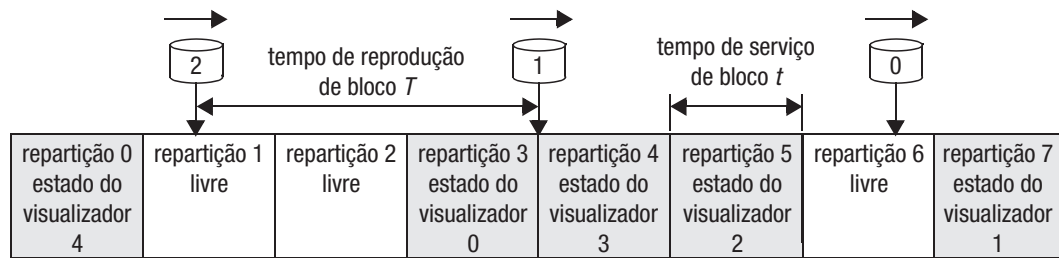 2
1
0
tempo de reprodução
de bloco T
tempo de serviço
de bloco t
repartição 0
estado do
visualizador
4
repartição 1
livre
repartição 2
livre
repartição 3
estado do
visualizador
0
repartição 4
estado do
visualizador
3
repartição 5
estado do
visualizador
2
repartição 6
livre
repartição 7
estado do
visualizador
1